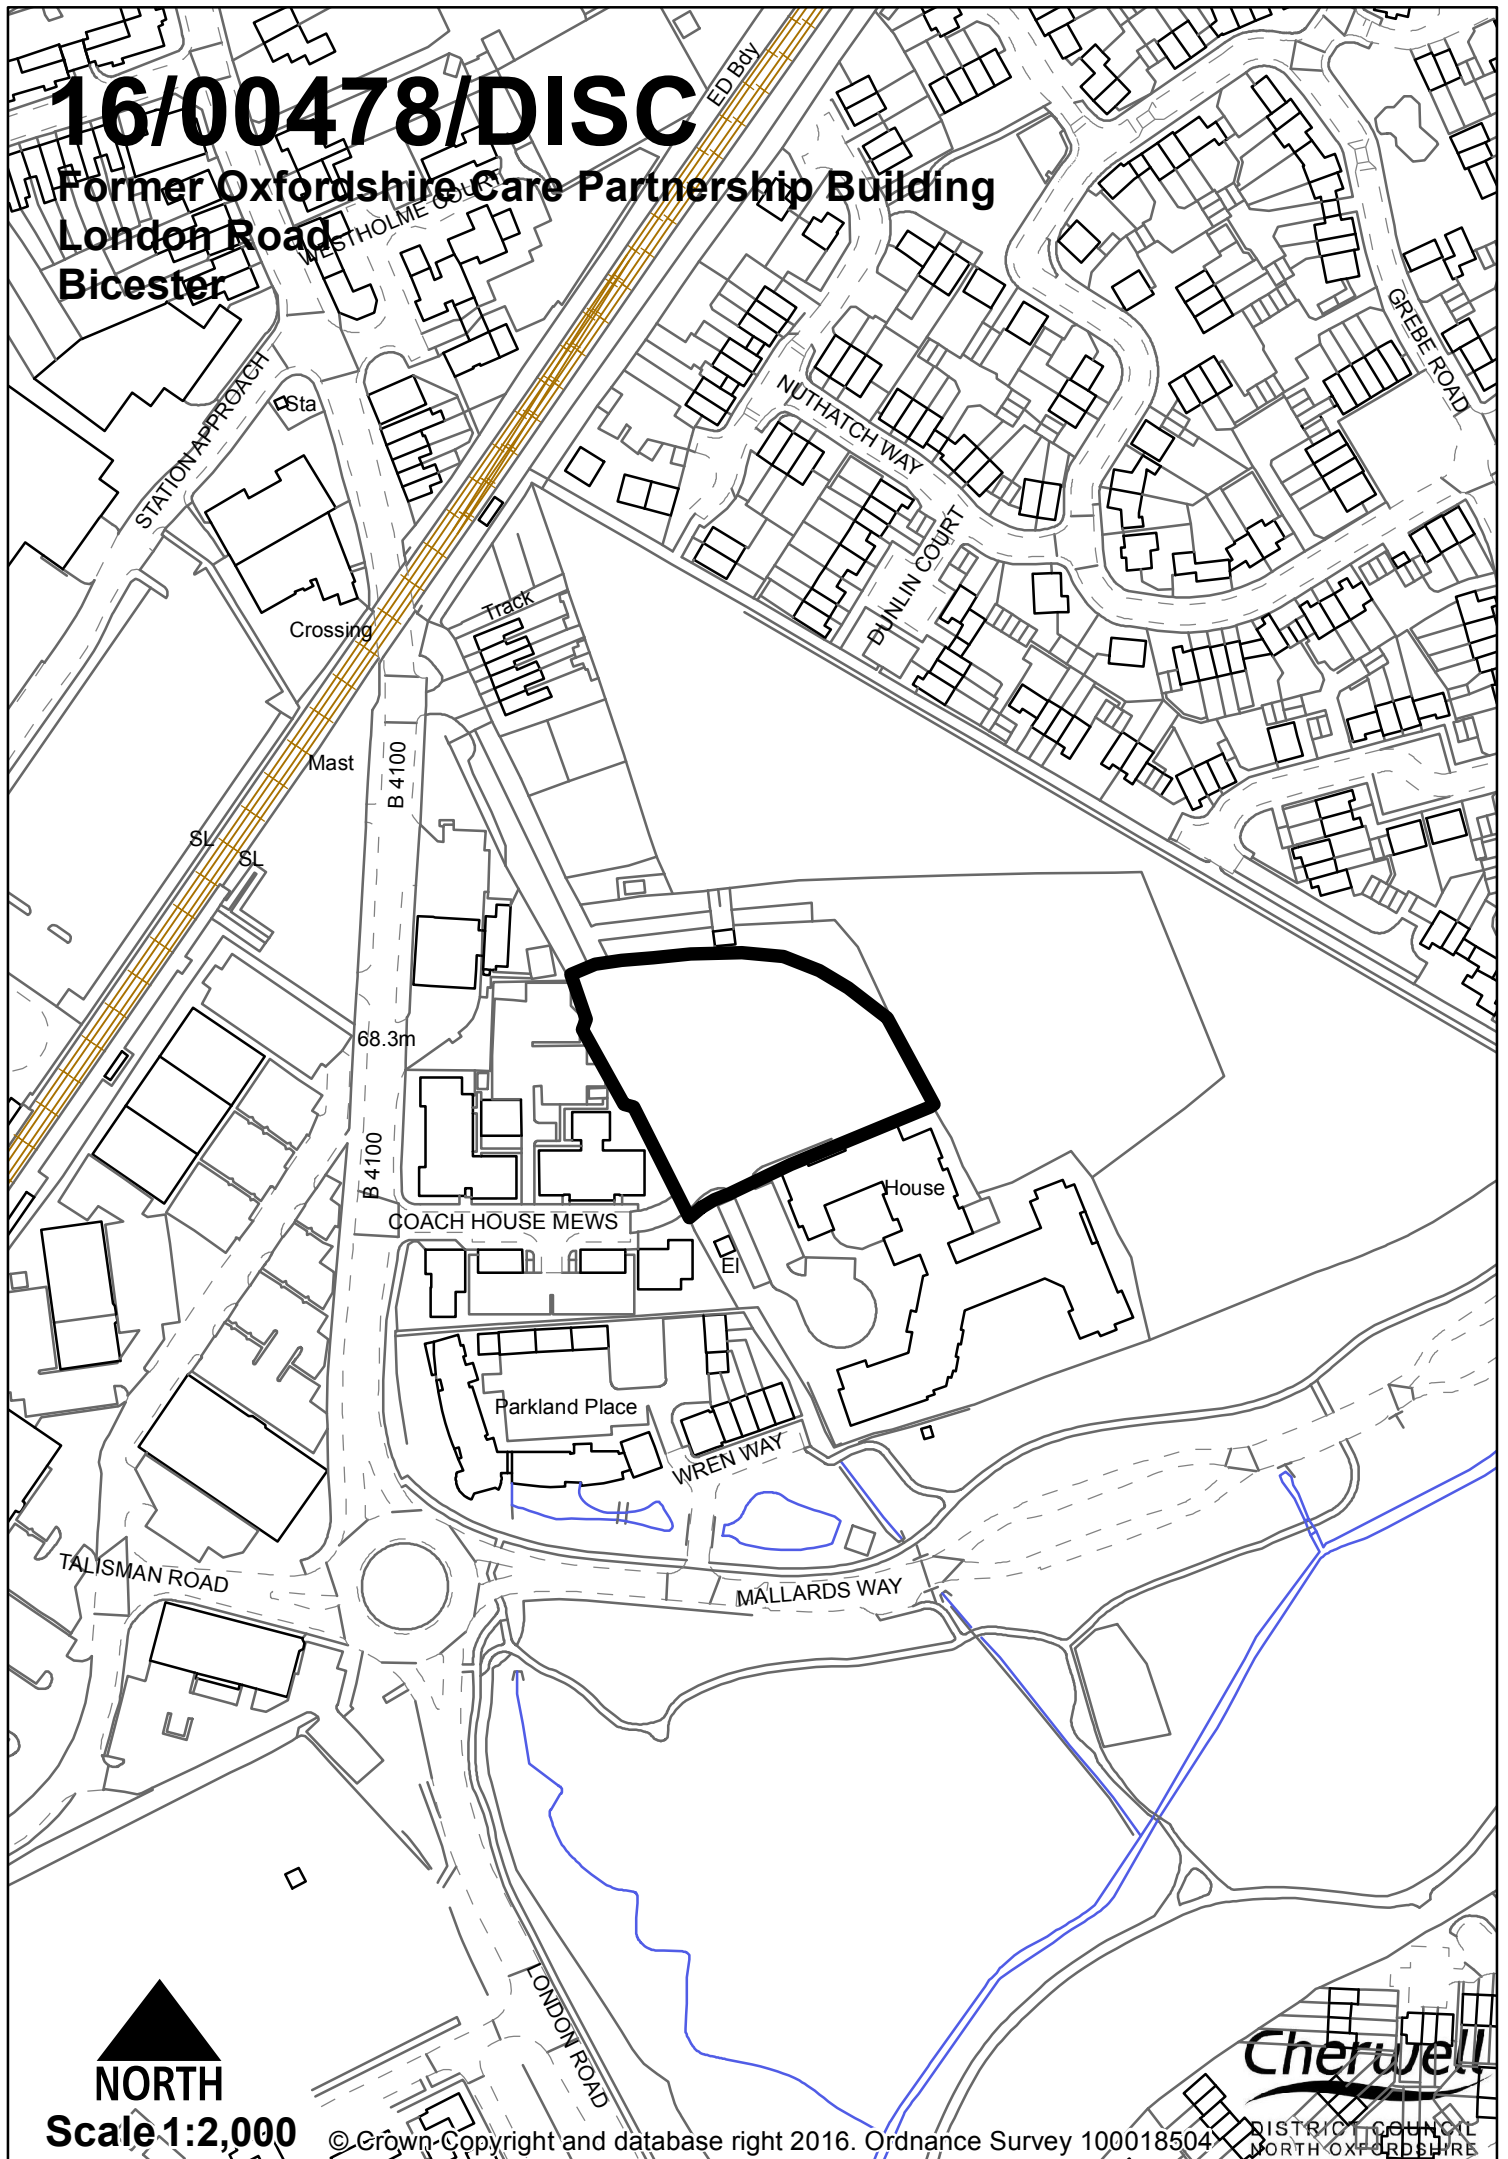 16/00478/DISC
Former Oxfordshire Care Partnership Building
London Road
Bicester
ED Bdy
WESTHOLME COURT
STATION APPROACH
Sta
GREBE ROAD
NUTHATCH WAY
DUNLIN COURT
Track
Crossing
Mast
B 4100
SL
SL
68.3m
B 4100
House
COACH HOUSE MEWS
El
Parkland Place
WREN WAY
TALISMAN ROAD
MALLARDS WAY
LONDON ROAD
NORTH
Scale 1:2,000
© Crown Copyright and database right 2016. Ordnance Survey 100018504
Cherwell
DISTRICT COUNCIL
NORTH OXFORDSHIRE